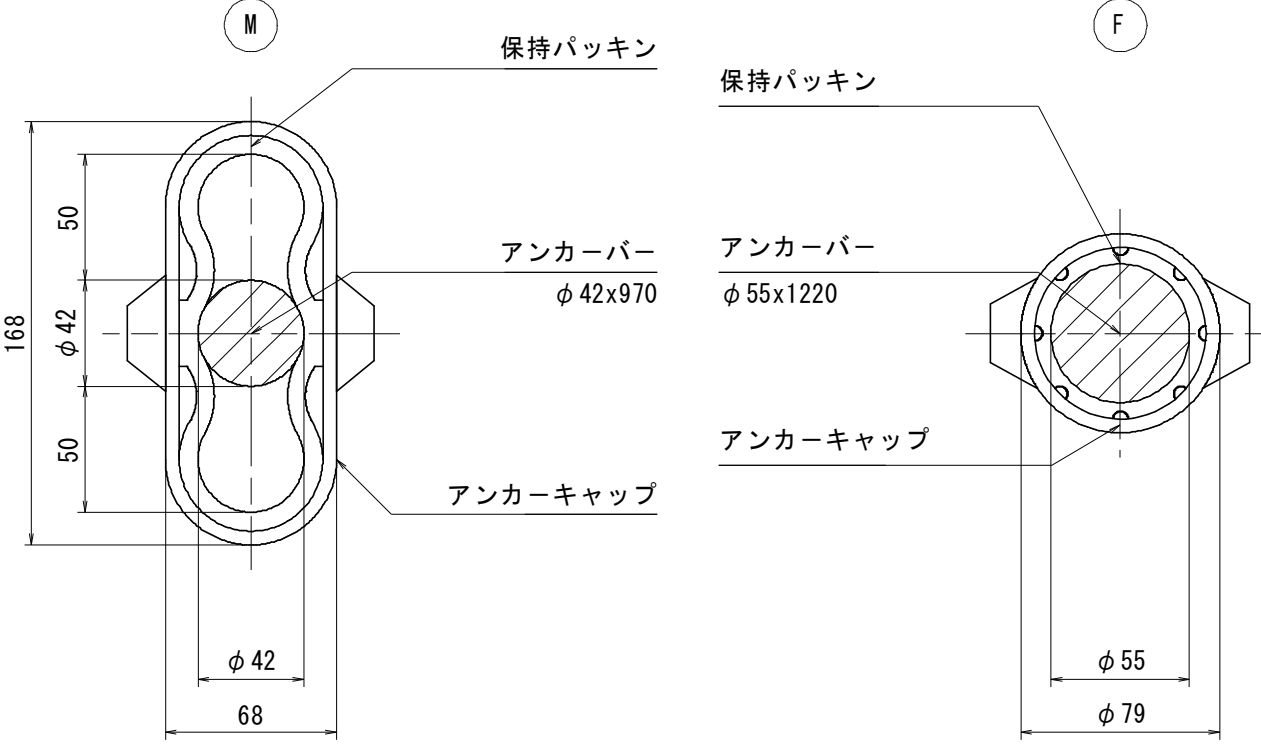 M
保持パッキン
アンカーバー
φ42x970
アンカーキャップ
168
50
φ42
50
φ42
68
F
保持パッキン
アンカーバー
φ55x1220
アンカーキャップ
φ55
φ79